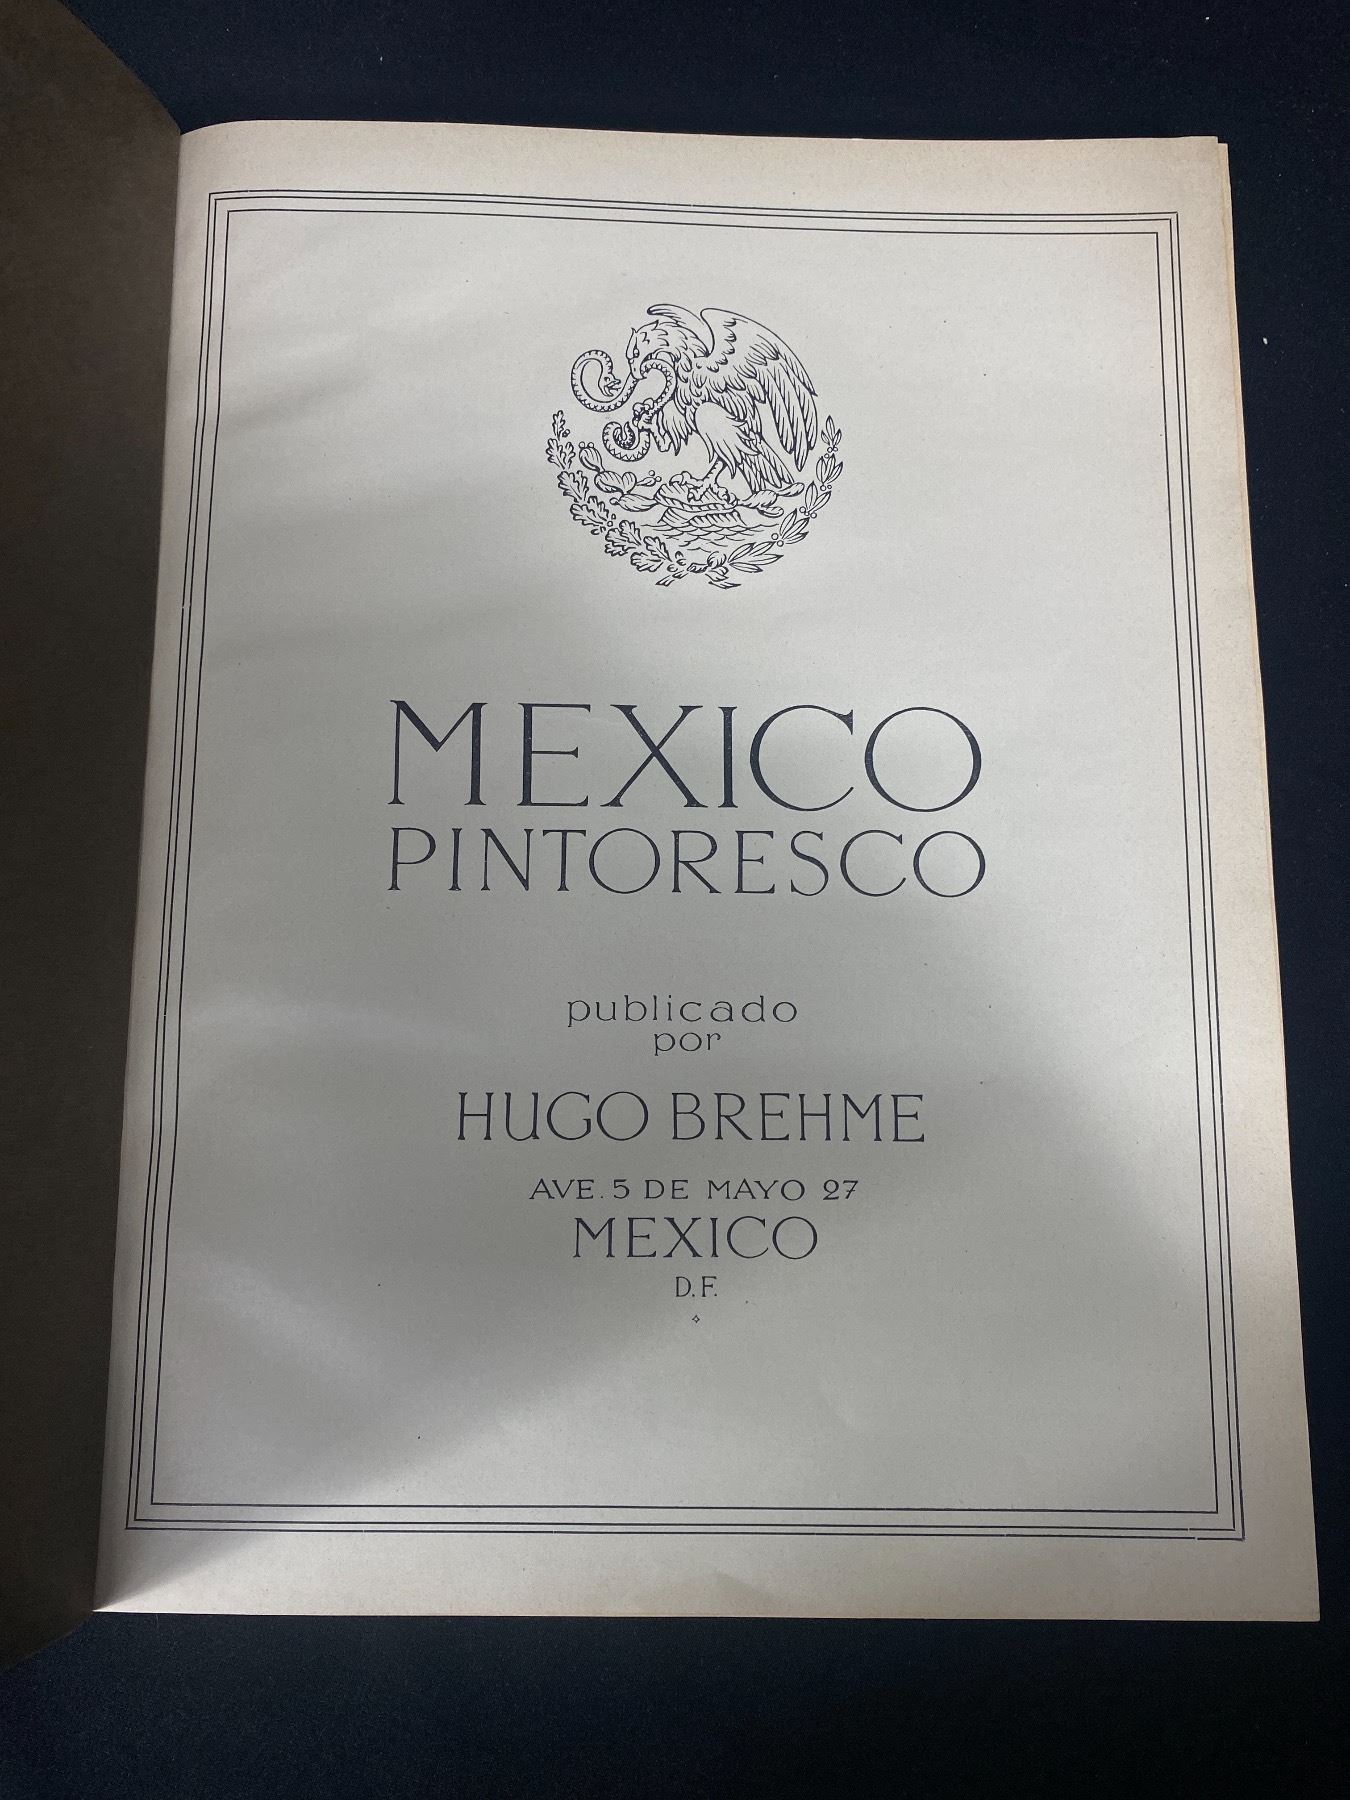 MEXICO
PINTORESCO
publicado
por
HUGO BREHME
AVE. 5 DE MAYO 27
MEXICO
D.F.